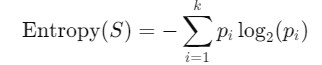 Entropy(S) = − ∑_{i=1}^{k} p_i log_2(p_i)